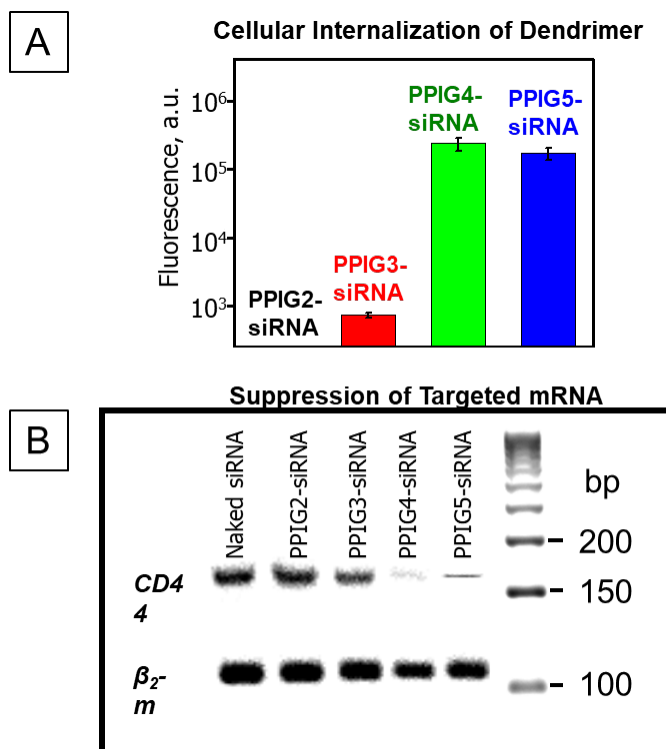 A
Cellular Internalization of Dendrimer
Fluorescence, a.u.
10⁶
10⁵
10⁴
10³
PPIG2-
siRNA
PPIG3-
siRNA
PPIG4-
siRNA
PPIG5-
siRNA
B
Suppression of Targeted mRNA
Naked siRNA
PPIG2-siRNA
PPIG3-siRNA
PPIG4-siRNA
PPIG5-siRNA
bp
200
150
100
CD4
4
β₂-
m